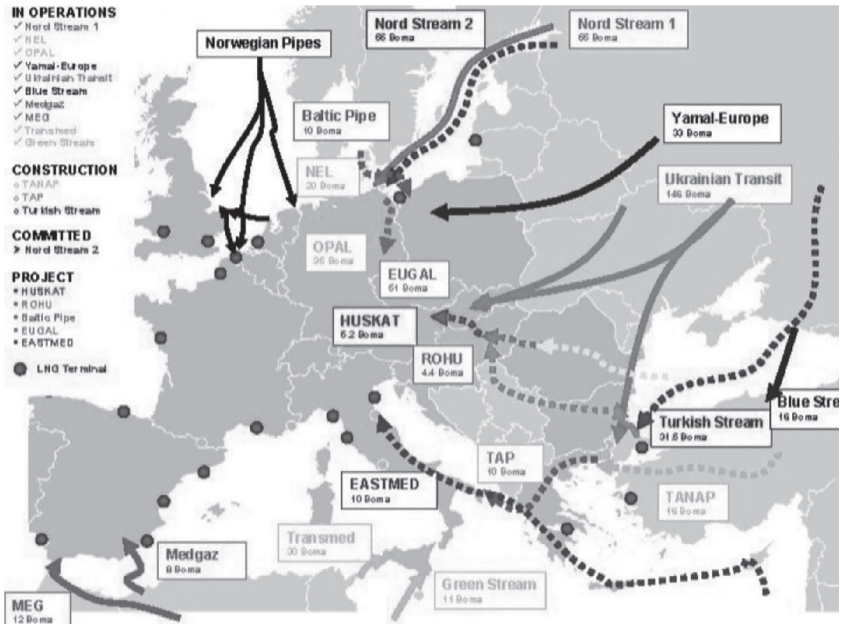 IN OPERATIONS
✓ Nord Stream 1
✓ NEL
✓ OPAL
✓ Yamal-Europe
✓ Ukrainian Transit
✓ Blue Stream
✓ Medgaz
✓ MEG
✓ Transmed
✓ Green Stream
CONSTRUCTION
o TANAP
o TAP
o Turkish Stream
COMMITTED
> Nord Stream 2
PROJECT
* HUSKAT
* ROHU
* Baltic Pipe
* EUGAL
* EASTMED
LNG Terminal
Norwegian Pipes
Nord Stream 2
55 Bcma
Nord Stream 1
55 Bcma
Baltic Pipe
10 Bcma
NEL
20 Bcma
Yamal-Europe
33 Bcma
Ukrainian Transit
146 Bcma
OPAL
36 Bcma
EUGAL
51 Bcma
HUSKAT
5.2 Bcma
ROHU
4.4 Bcma
Blue Stre
16 Bcma
Turkish Stream
31.5 Bcma
TAP
10 Bcma
EASTMED
10 Bcma
TANAP
16 Bcma
Transmed
30 Bcma
Medgaz
8 Bcma
Green Stream
11 Bcma
MEG
12 Bcma